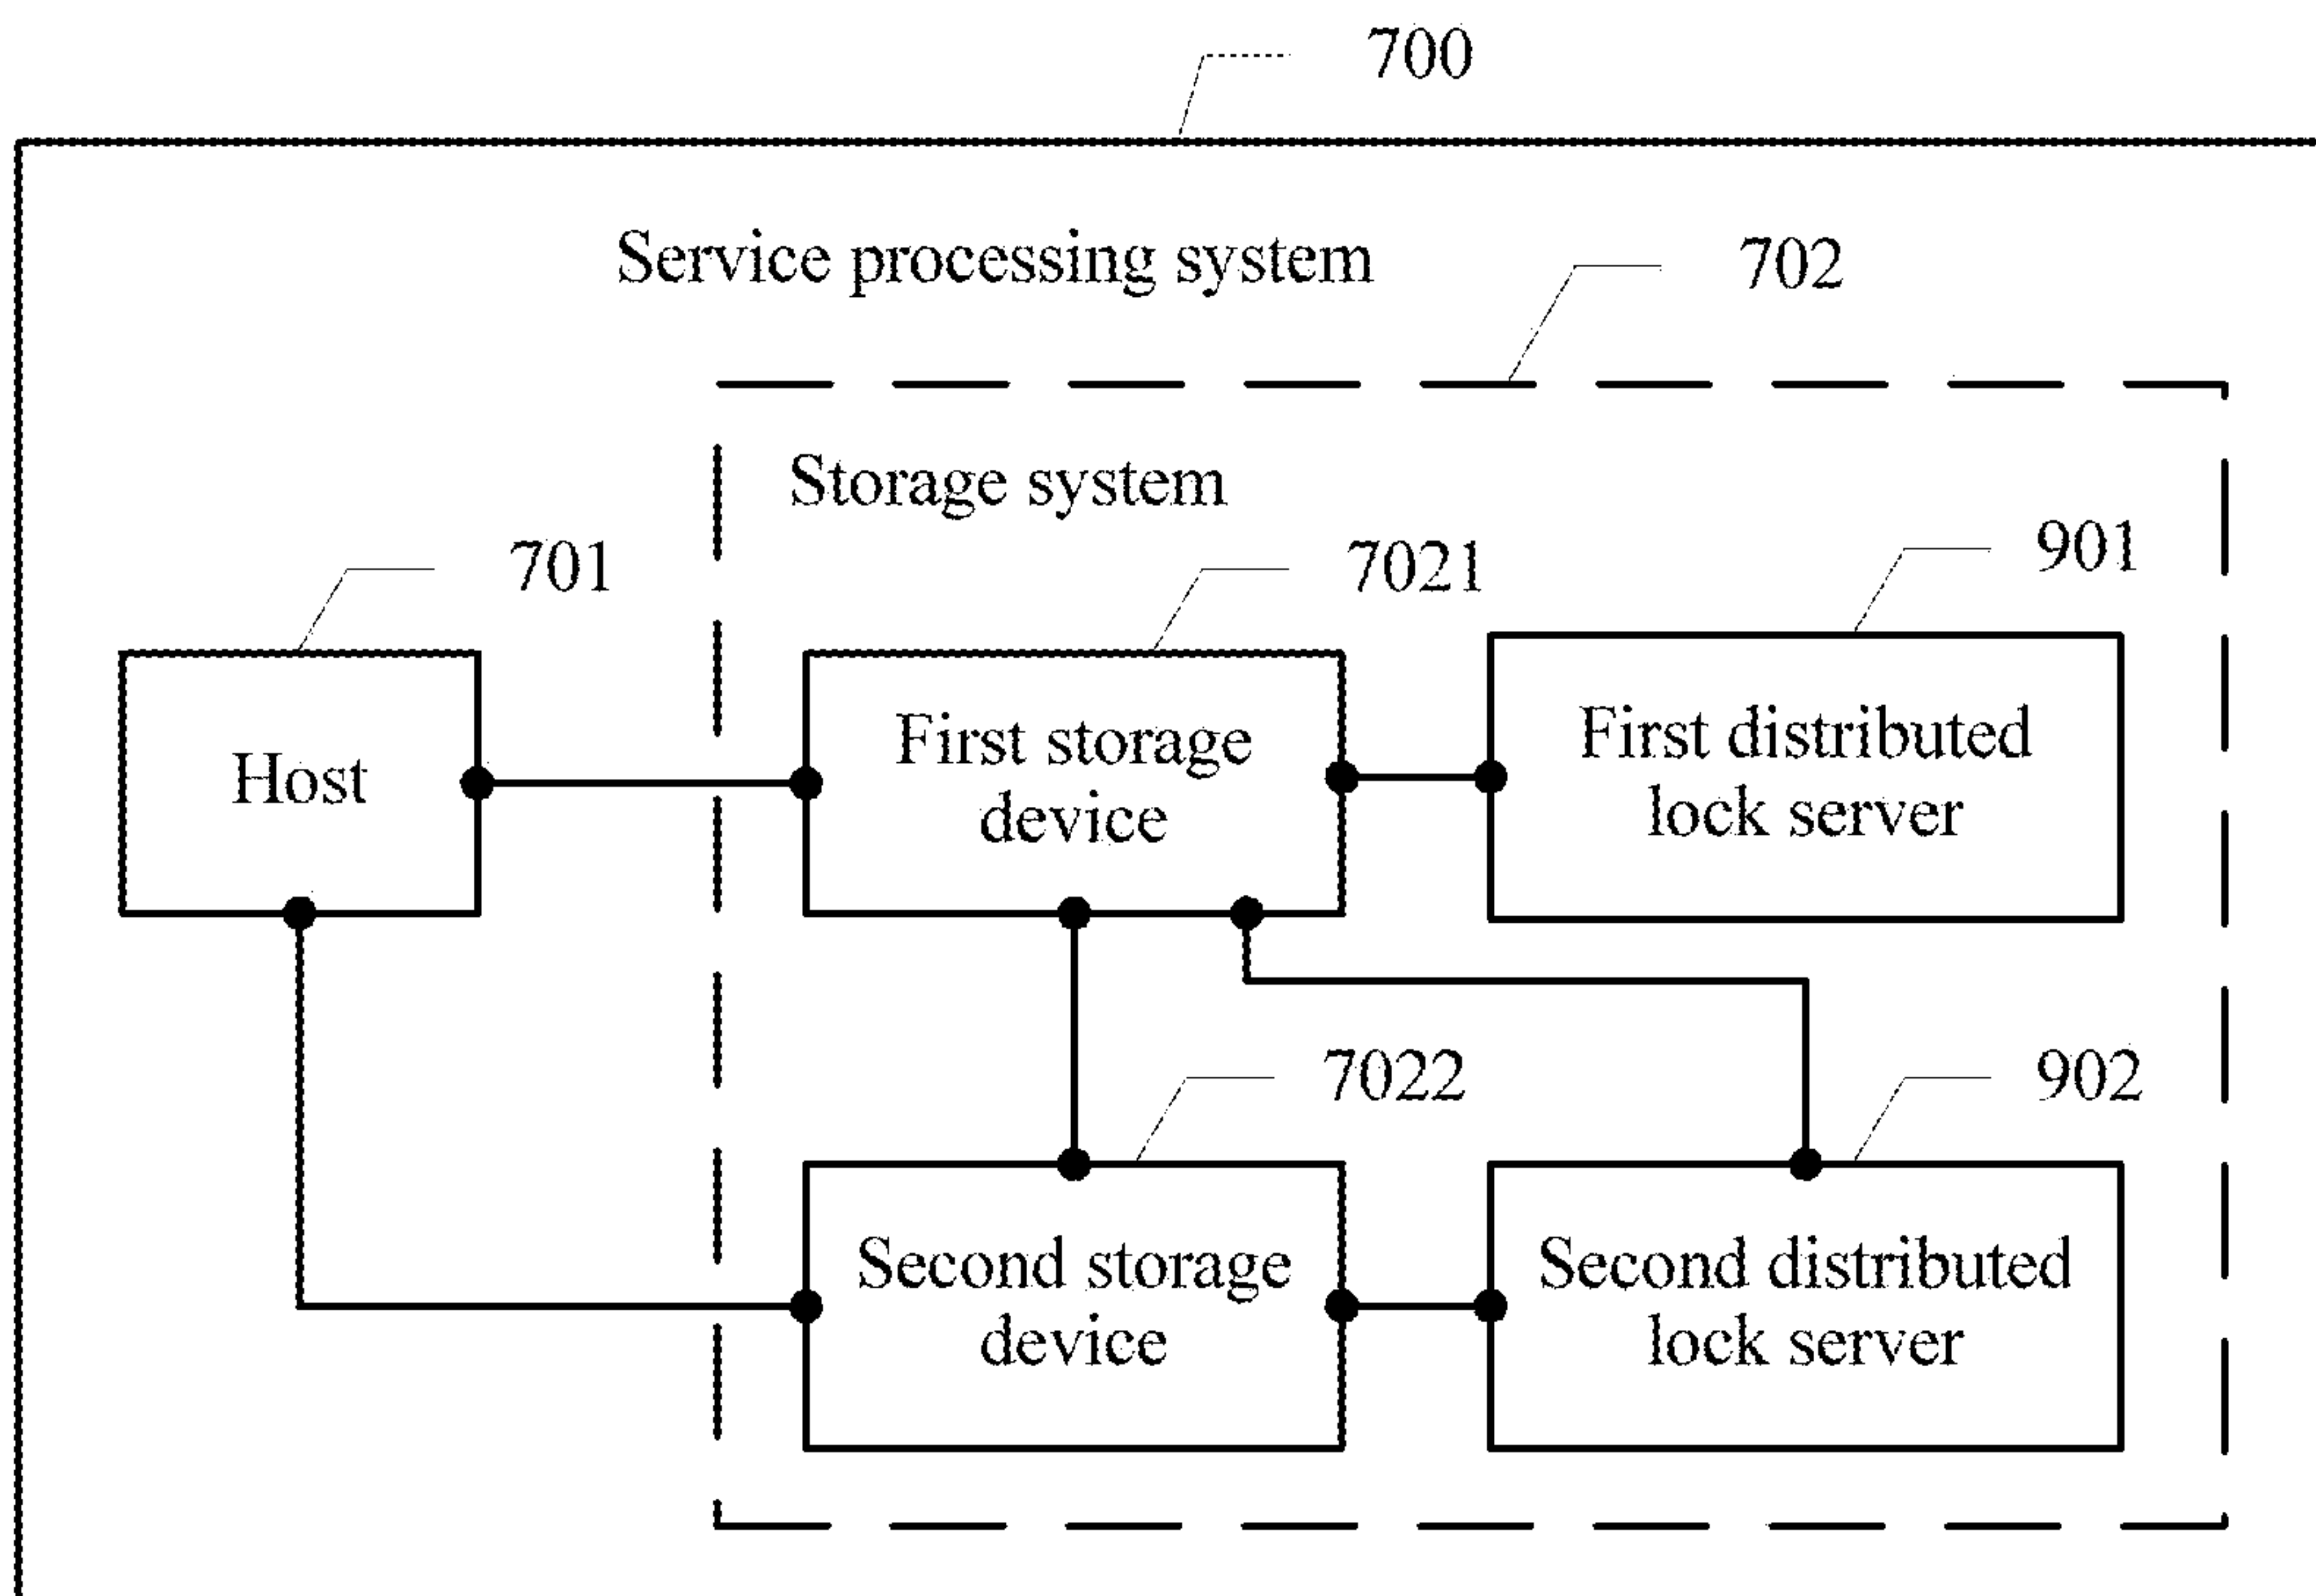 700
Service processing system
702
Storage system
701
7021
901
Host
First storage
device
First distributed
lock server
7022
902
Second storage
device
Second distributed
lock server